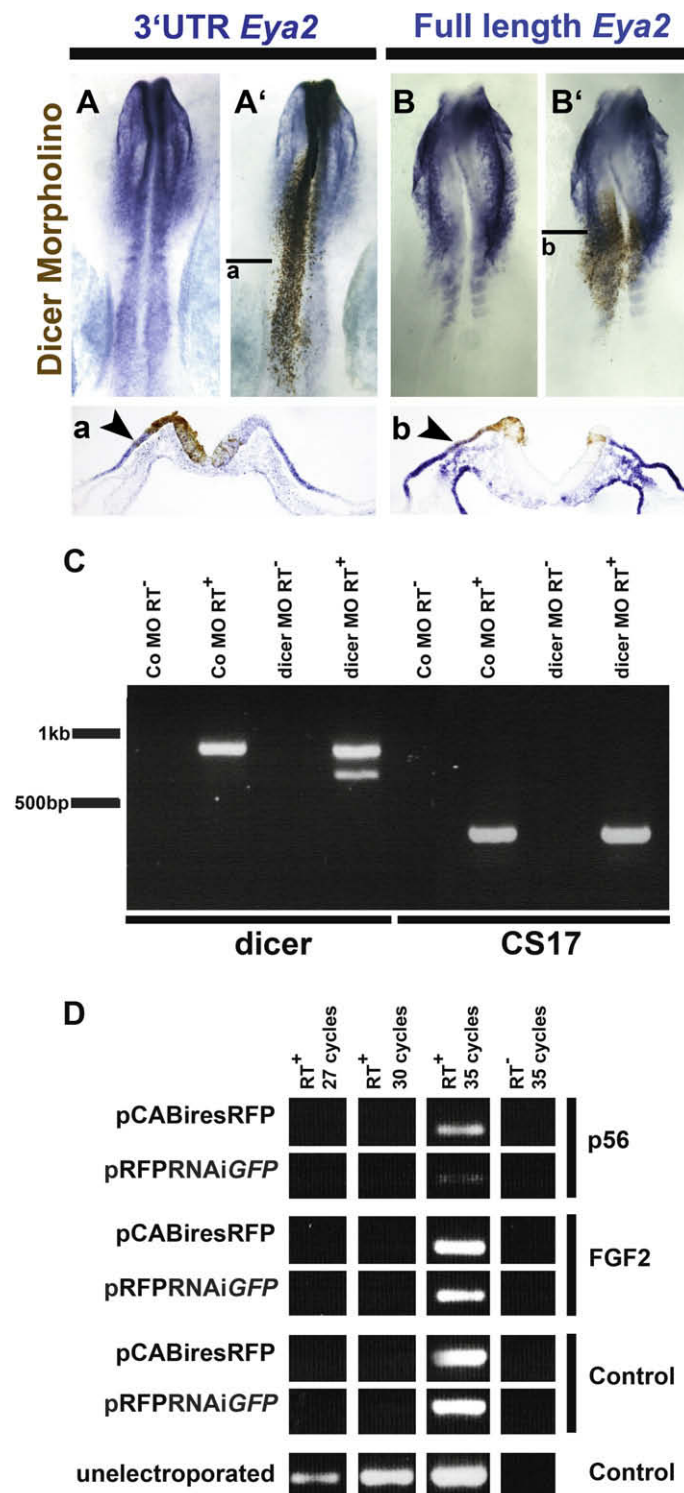 3'UTR Eya2
Full length Eya2
Dicer Morpholino
A
A'
B
B'
a
b
a
b
C
Co MO RT-
Co MO RT+
dicer MO RT-
dicer MO RT+
Co MO RT-
Co MO RT+
dicer MO RT-
dicer MO RT+
1kb
500bp
dicer
CS17
D
RT+
27 cycles
RT+
30 cycles
RT+
35 cycles
RT-
35 cycles
pCABiresRFP
p56
pRFPRNAiGFP
pCABiresRFP
FGF2
pRFPRNAiGFP
pCABiresRFP
Control
pRFPRNAiGFP
unelectroporated
Control